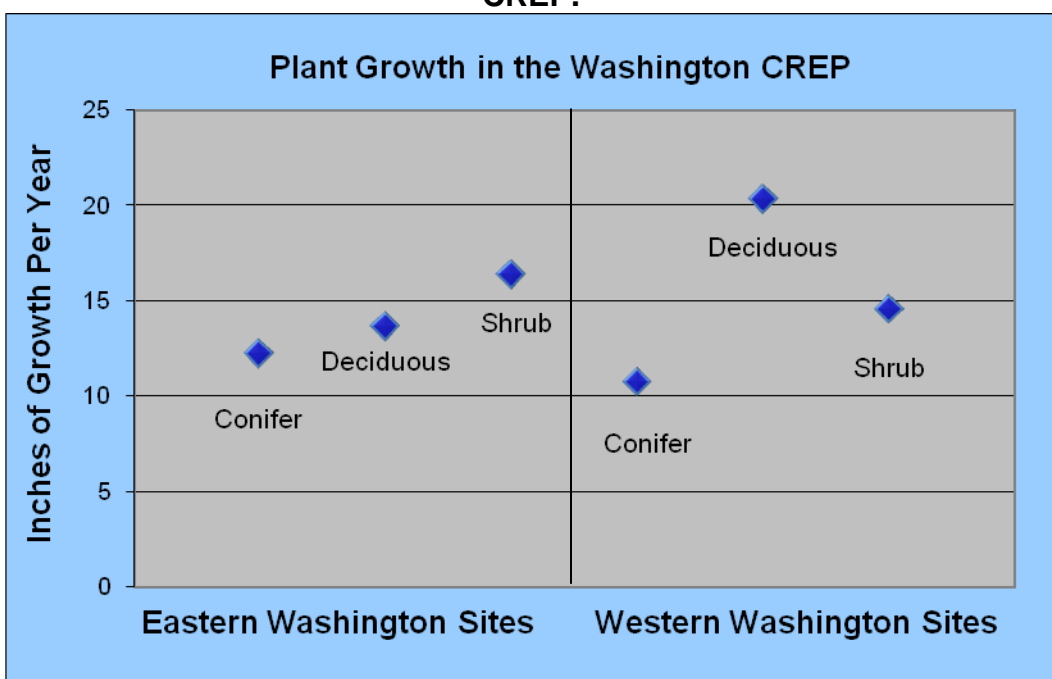 CREP.
Plant Growth in the Washington CREP
Inches of Growth Per Year
25
20
15
10
5
0
Conifer
Deciduous
Shrub
Conifer
Deciduous
Shrub
Eastern Washington Sites
Western Washington Sites